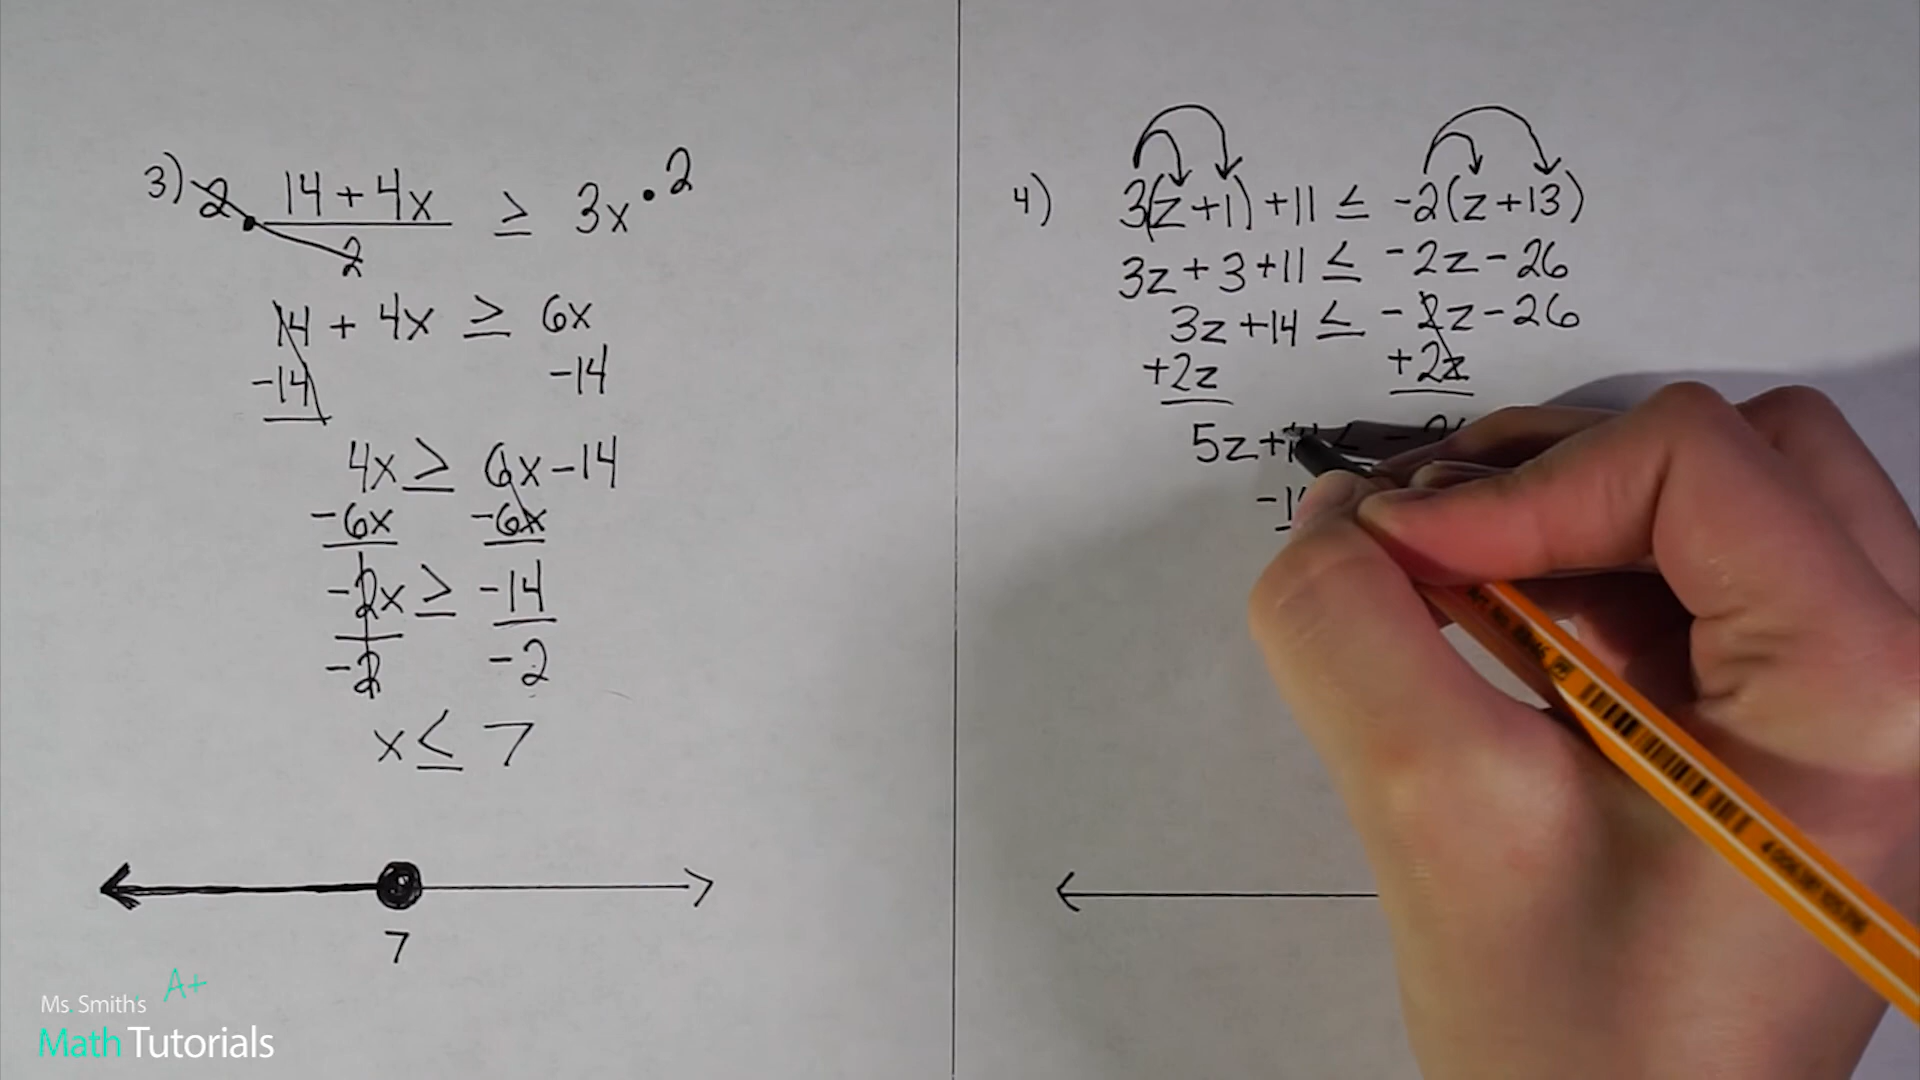 3) 2 · 14 + 4x / 2 ≥ 3x · 2
14 + 4x ≥ 6x
-14 -14
4x ≥ 6x - 14
-6x -6x
-2x ≥ -14
-2 -2
x ≤ 7
7
4) 3(z + 1) + 11 ≤ -2(z + 13)
3z + 3 + 11 ≤ -2z - 26
3z + 14 ≤ -2z - 26
+2z +2z
5z +
Ms. Smith's A+
Math Tutorials